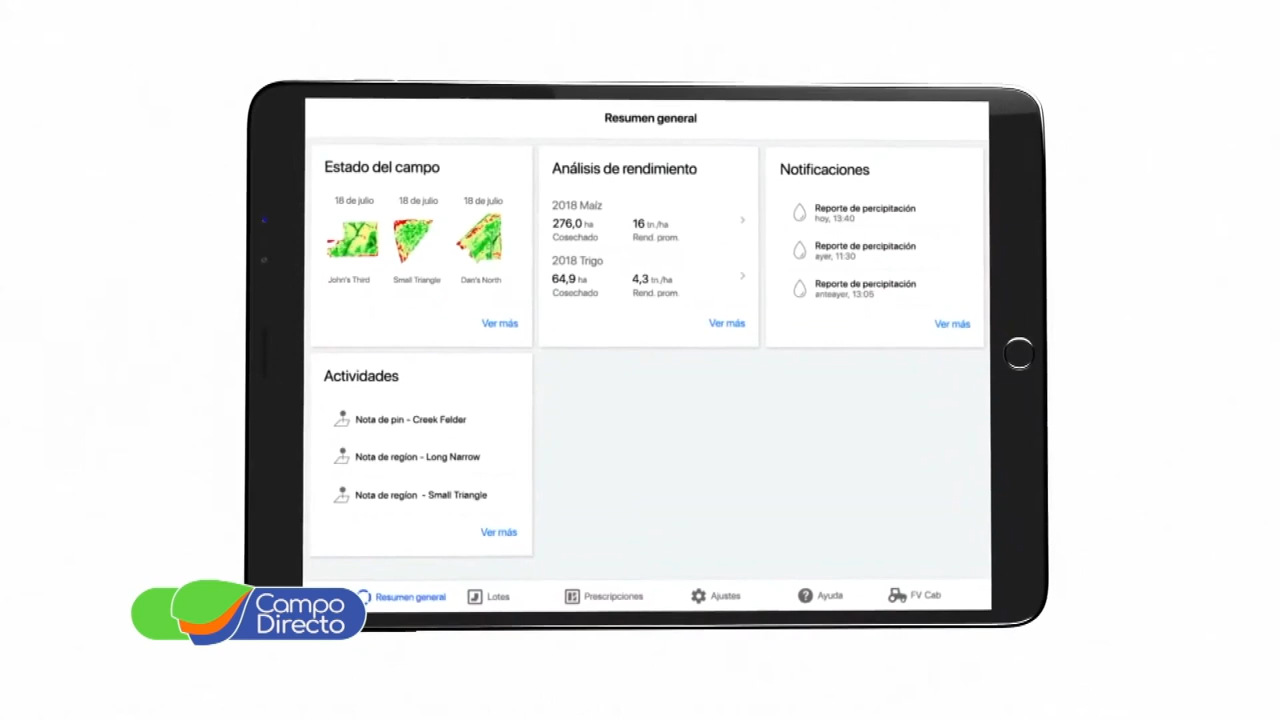 Resumen general
Estado del campo
18 de julio
18 de julio
18 de julio
John's Third
Small Triangle
Dan's North
Ver más
Análisis de rendimiento
2018 Maíz
276,0 ha
16 tn./ha
Cosechado
Rend. prom.
2018 Trigo
64,9 ha
4,3 tn./ha
Cosechado
Rend. prom.
Ver más
Notificaciones
Reporte de percipitación
hoy, 13:40
Reporte de percipitación
ayer, 11:30
Reporte de percipitación
anteayer, 13:05
Ver más
Actividades
Nota de pin - Creek Felder
Nota de regíon - Long Narrow
Nota de regíon - Small Triangle
Ver más
Resumen general
Lotes
Prescripciones
Ajustes
Ayuda
FV Cab
Campo
Directo